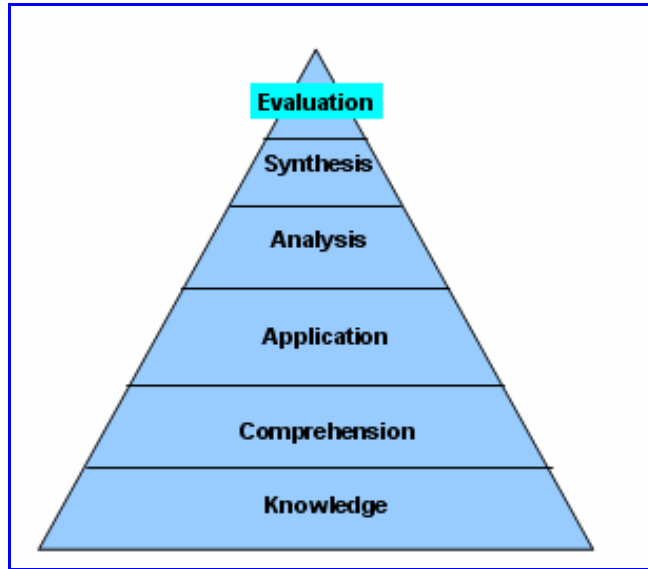 Evaluation
Synthesis
Analysis
Application
Comprehension
Knowledge